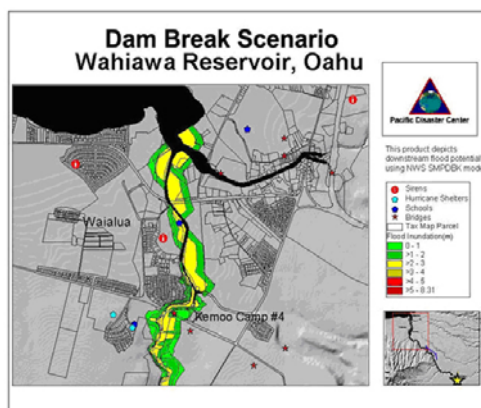 Dam Break Scenario
Wahiawa Reservoir, Oahu
Waialua
Kemoo Camp #4
Pacific Disaster Center
This product depicts
downstream flood potential
using NWS SMPDBK mode
Sirens
Hurricane Shelters
Schools
Bridges
Tax Map Parcel
Flood Inundation(m)
0 - 1
>1 - 2
>2 - 3
>3 - 4
>4 - 5
>5 - 8.31